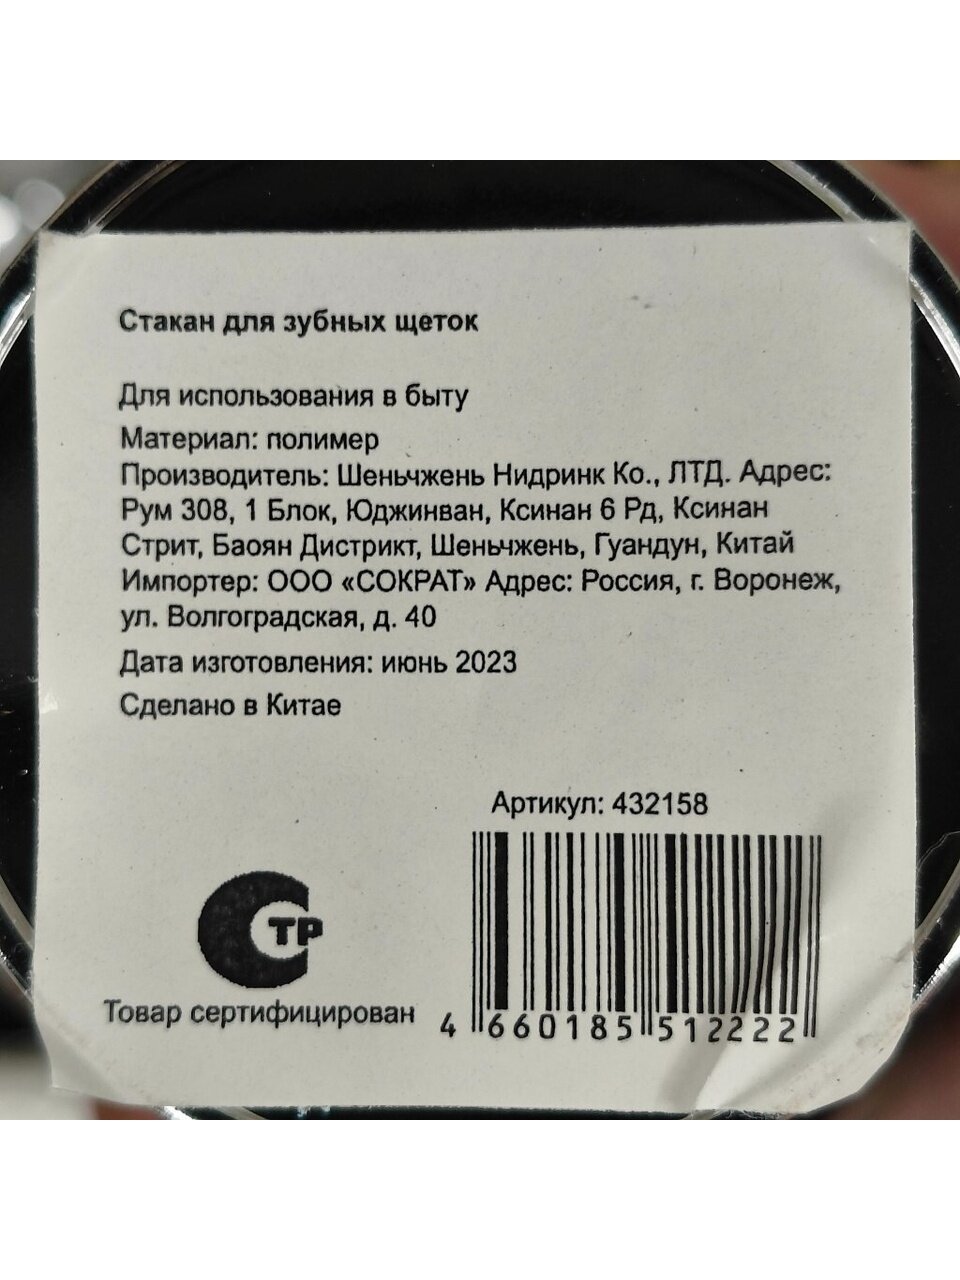 Стакан для зубных щеток
Для использования в быту
Материал: полимер
Производитель: Шеньчжень Нидринк Ко., ЛТД. Адрес:
Рум 308, 1 Блок, Юджинван, Ксинан 6 Рд, Ксинан
Стрит, Баоян Дистрикт, Шеньчжень, Гуандун, Китай
Импортер: ООО «СОКРАТ» Адрес: Россия, г. Воронеж,
ул. Волгоградская, д. 40
Дата изготовления: июнь 2023
Сделано в Китае
Артикул: 432158
СТР
Товар сертифицирован
4 660185 512222